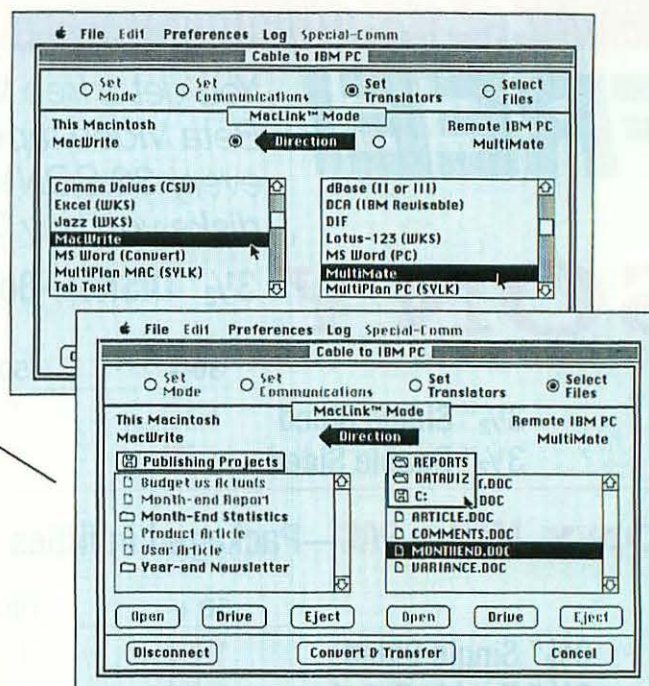 File Edit Preferences Log Special-Comm
Cable to IBM PC
Set Mode Set Communications Set Translators Select Files
MacLink™ Mode
This Macintosh Remote IBM PC
MacWrite Direction MultiMate
Comma Values (CSV)
Excel (WKS)
Jazz (WKS)
MacWrite
MS Word (Convert)
MultiPlan MAC (SYLK)
Tab Text
dBase (II or III)
DCA (IBM Revisable)
DIF
Lotus-123 (WKS)
MS Word (PC)
MultiMate
MultiPlan PC (SYLK)
File Edit Preferences Log Special-Comm
Cable to IBM PC
Set Mode Set Communications Set Translators Select Files
MacLink™ Mode
This Macintosh Remote IBM PC
MacWrite Direction MultiMate
Publishing Projects
Budget vs Actuals
Month-end Report
Month-End Statistics
Product Article
User Article
Year-end Newsletter
REPORTS
DATAVIZ
C:
ARTICLE.DOC
COMMENTS.DOC
MONTHEND.DOC
VARIANCE.DOC
Open Drive Eject Open Drive Eject
Disconnect Convert & Transfer Cancel